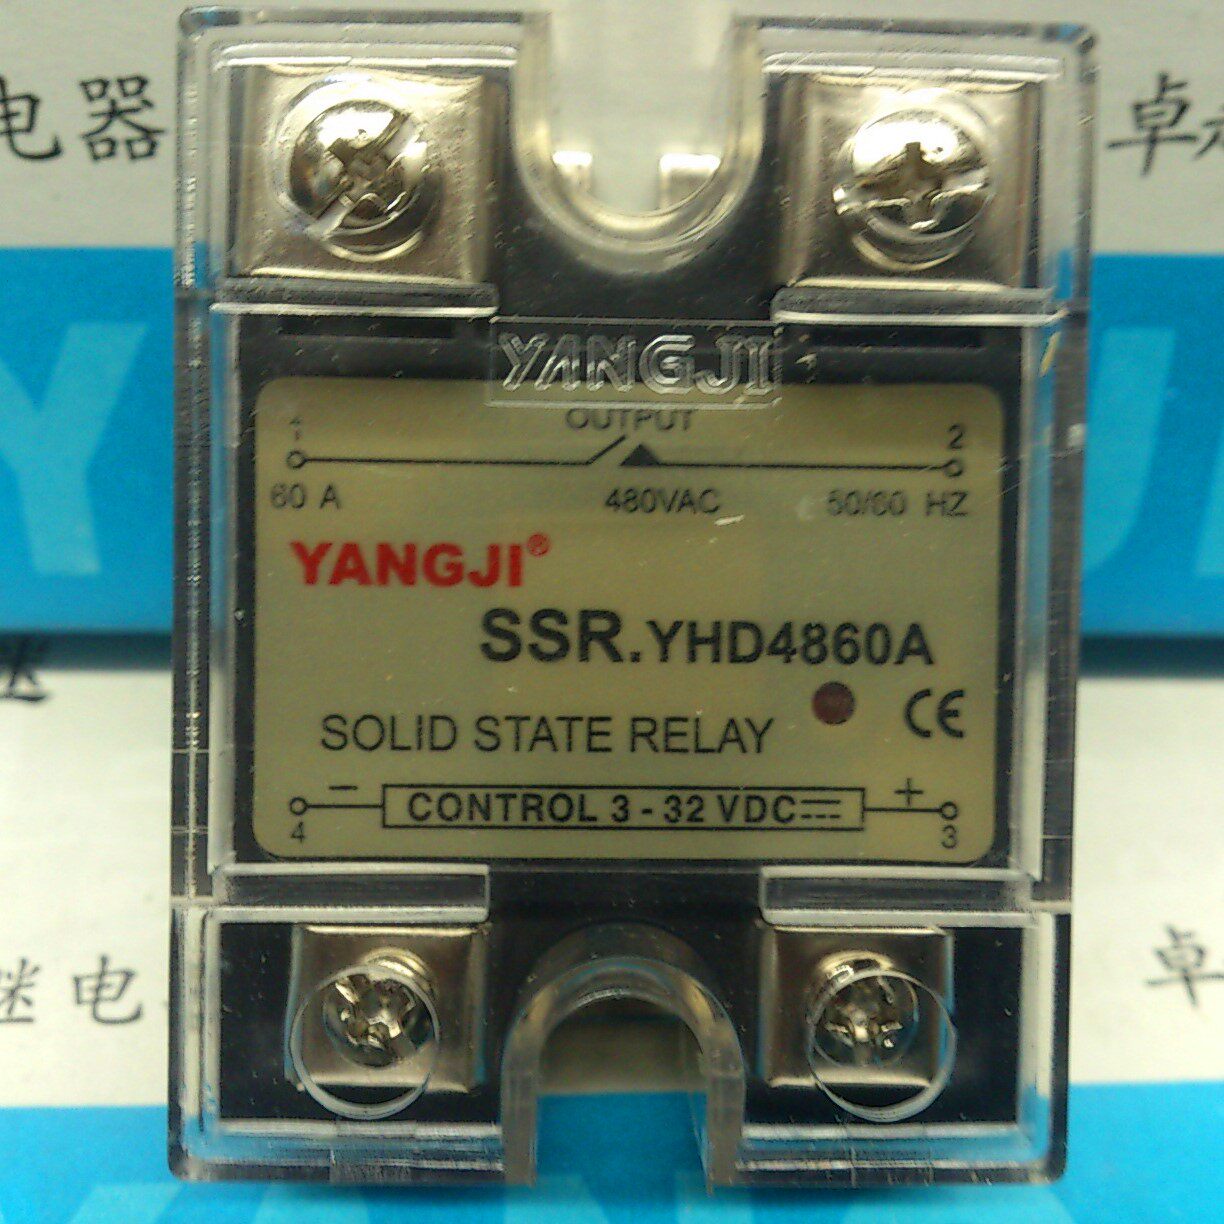 电器
卓
YANGJI
OUTPUT
1
2
60 A
480VAC
50/60 HZ
YANGJI®
SSR.YHD4860A
SOLID STATE RELAY
CE
−
CONTROL 3 - 32 VDC
+
4
3
继电
卓